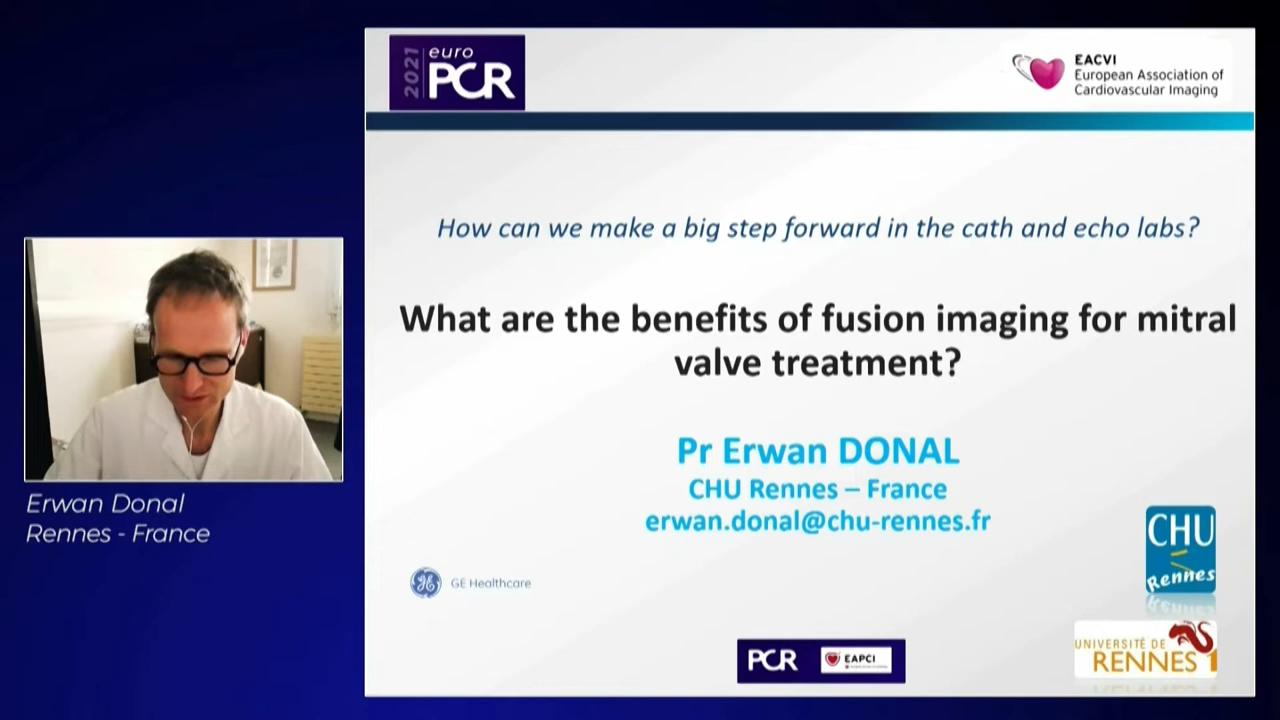 2021
euro
PCR
EACVI
European Association of
Cardiovascular Imaging
How can we make a big step forward in the cath and echo labs?
What are the benefits of fusion imaging for mitral
valve treatment?
Pr Erwan DONAL
CHU Rennes – France
erwan.donal@chu-rennes.fr
Erwan Donal
Rennes - France
GE Healthcare
CHU
Rennes
PCR
EAPCI
UNIVERSITÉ DE
RENNES 1